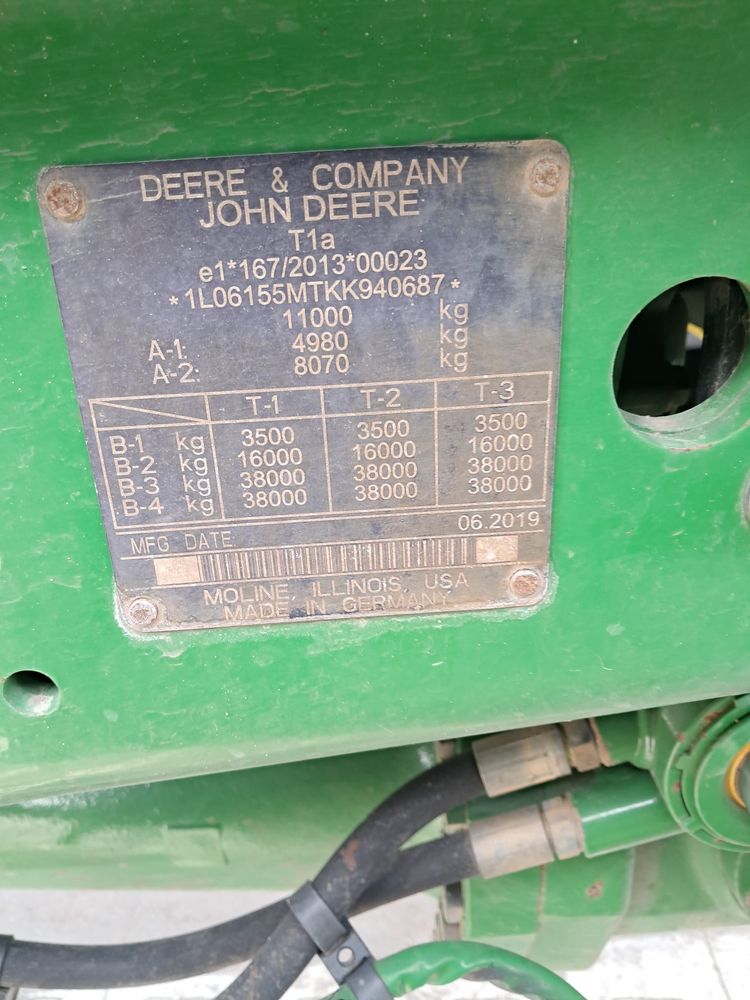 DEERE & COMPANY
JOHN DEERE
T1a
e1*167/2013*00023
*1L06155MTKK940687*
11000 kg
A-1: 4980 kg
A-2: 8070 kg
T-1 T-2 T-3
B-1 kg 3500 3500 3500
B-2 kg 16000 16000 16000
B-3 kg 38000 38000 38000
B-4 kg 38000 38000 38000
MFG DATE 06.2019
MOLINE, ILLINOIS, USA
MADE IN GERMANY